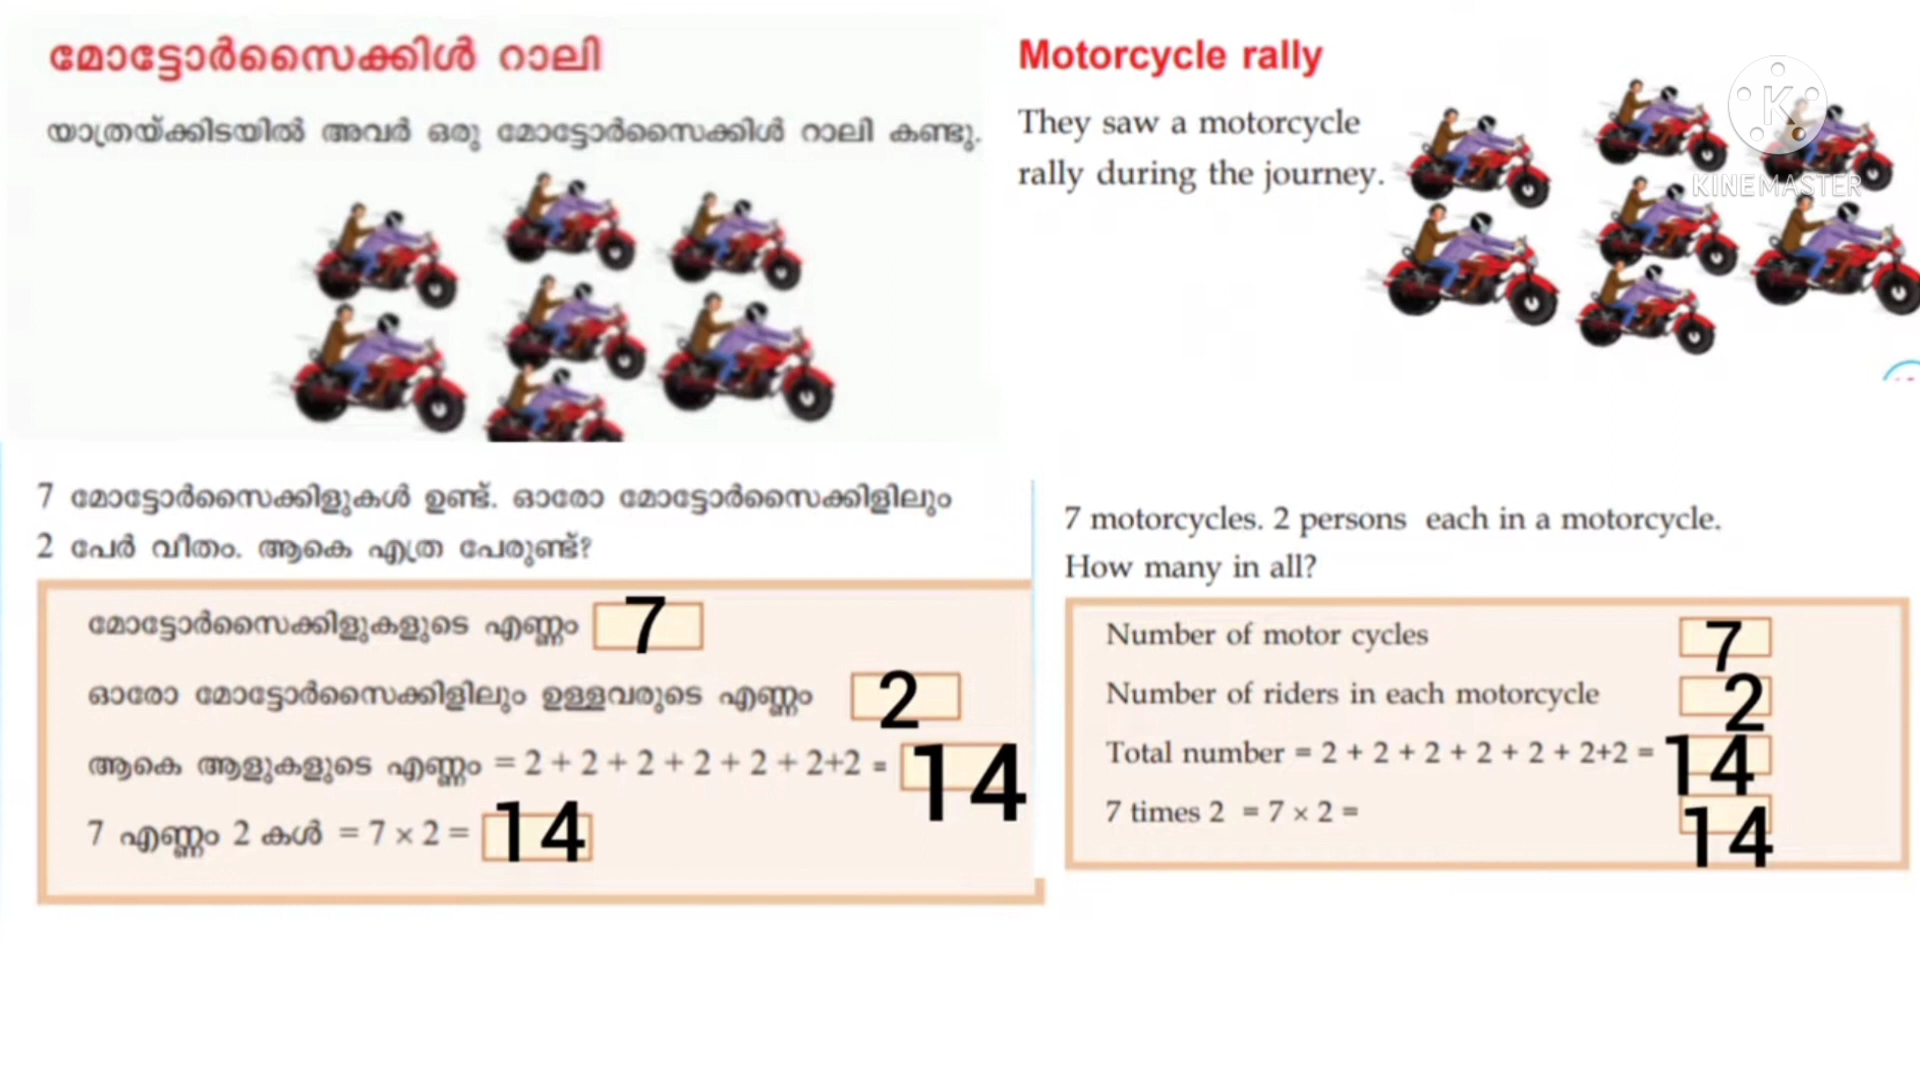 മോട്ടോർസൈക്കിൾ റാലി
യാത്രയ്ക്കിടയിൽ അവർ ഒരു മോട്ടോർസൈക്കിൾ റാലി കണ്ടു.
7 മോട്ടോർസൈക്കിളുകൾ ഉണ്ട്. ഓരോ മോട്ടോർസൈക്കിളിലും
2 പേർ വീതം. ആകെ എത്ര പേരുണ്ട്?
മോട്ടോർസൈക്കിളുകളുടെ എണ്ണം 7
ഓരോ മോട്ടോർസൈക്കിളിലും ഉള്ളവരുടെ എണ്ണം 2
ആകെ ആളുകളുടെ എണ്ണം = 2 + 2 + 2 + 2 + 2 + 2+2 = 14
7 എണ്ണം 2 കൾ = 7 × 2 = 14
Motorcycle rally
They saw a motorcycle
rally during the journey.
KINEMASTER
7 motorcycles. 2 persons each in a motorcycle.
How many in all?
Number of motor cycles 7
Number of riders in each motorcycle 2
Total number = 2 + 2 + 2 + 2 + 2 + 2+2 = 14
7 times 2 = 7 × 2 = 14